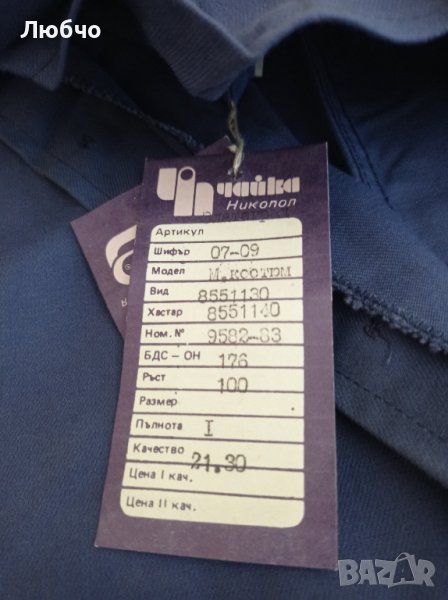 Любчо
чайка
Никопол
Артикул
Шифър 07-09
Модел М.костюм
Вид 8551130
Хастар 8551140
Ном. № 9582-83
БДС – ОН 176
Ръст 100
Размер
Пълнота I
Качество 21.30
Цена I кач.
Цена II кач.
BAZAR